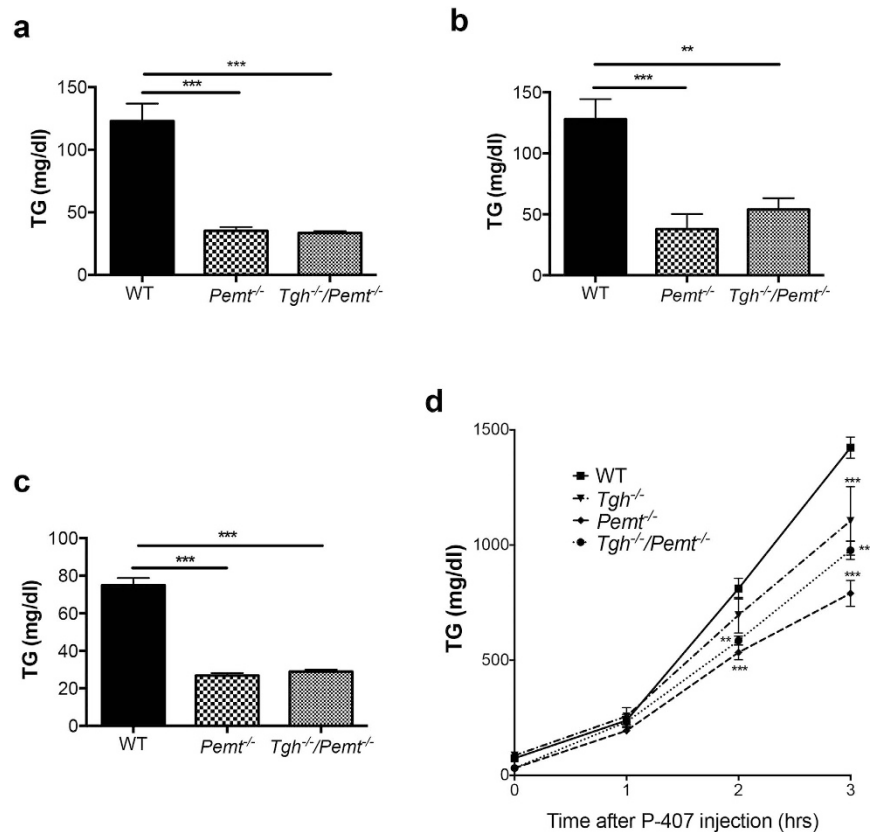 a
***
***
150
100
50
0
TG (mg/dl)
WT
Pemt-/-
Tgh-/-/Pemt-/-
b
**
***
150
100
50
0
TG (mg/dl)
WT
Pemt-/-
Tgh-/-/Pemt-/-
c
***
***
80
60
40
20
0
TG (mg/dl)
WT
Pemt-/-
Tgh-/-/Pemt-/-
d
1500
1000
500
0
TG (mg/dl)
WT
Tgh-/-
Pemt-/-
Tgh-/-/Pemt-/-
***
**
***
**
***
0 1 2 3
Time after P-407 injection (hrs)